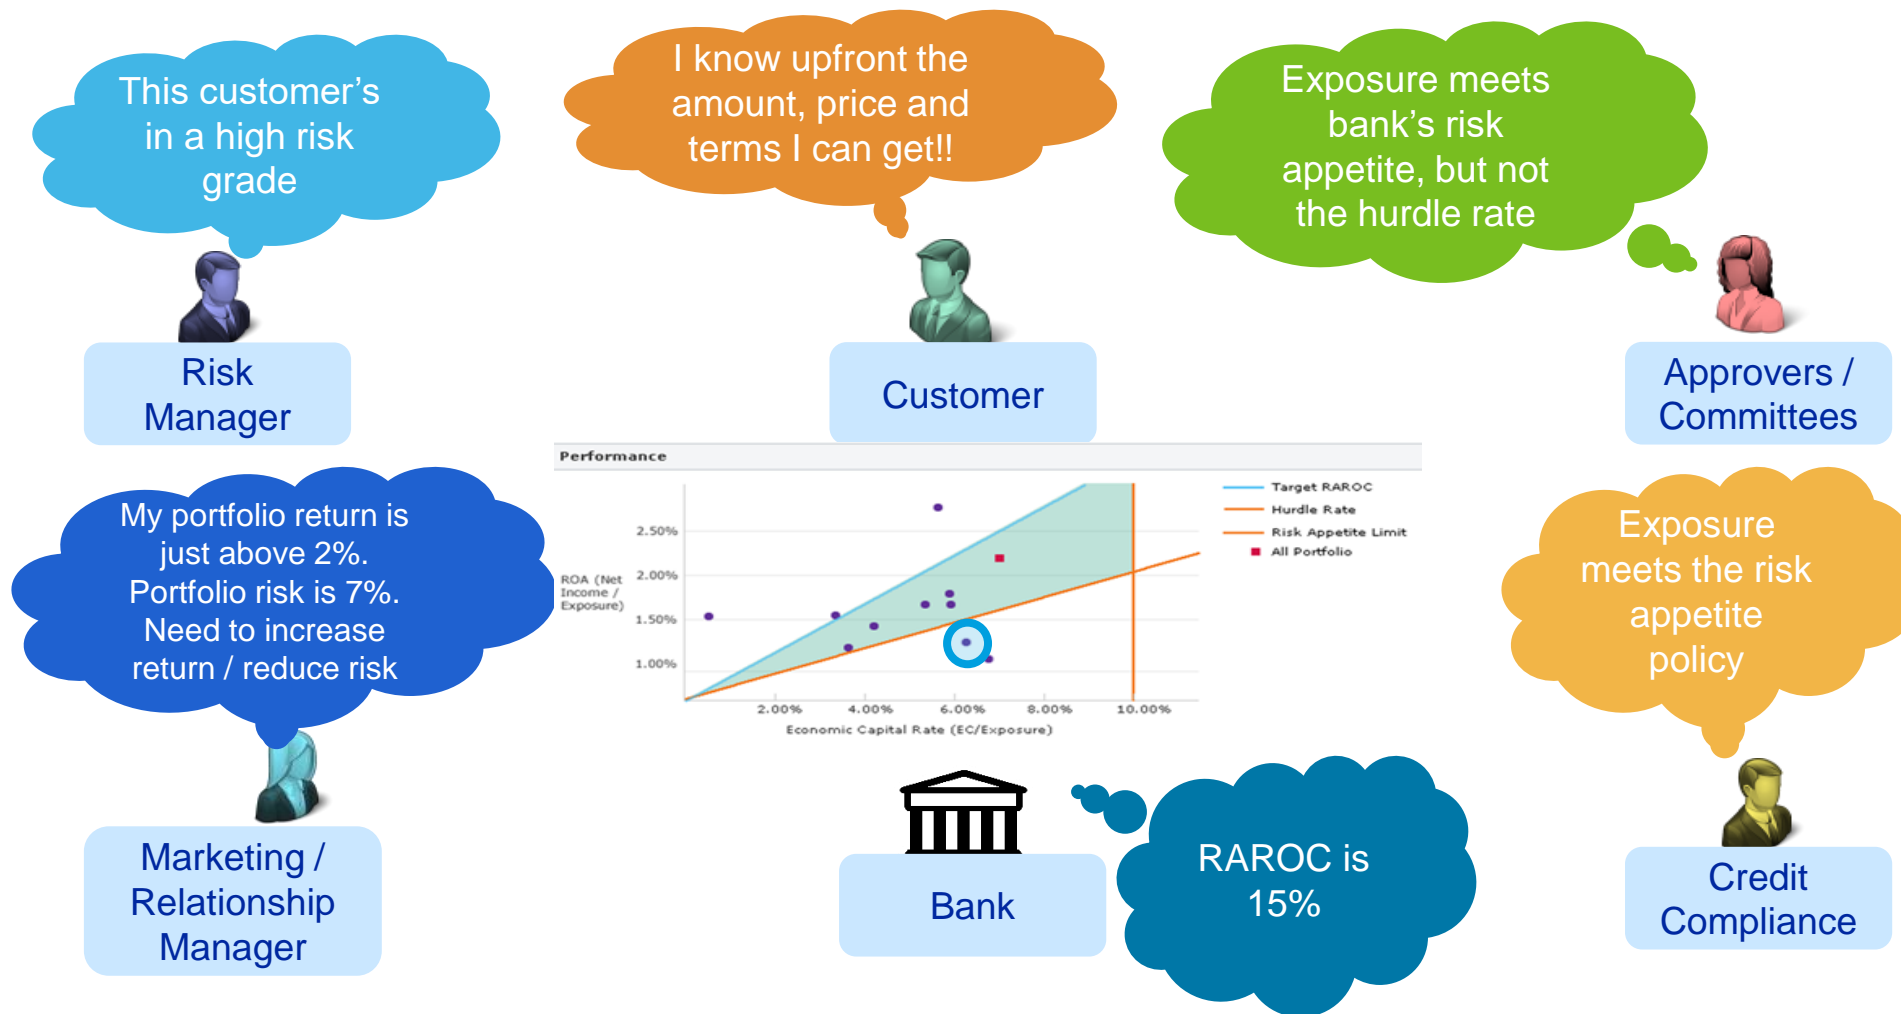 This customer's
in a high risk
grade
I know upfront the
amount, price and
terms I can get!!
Exposure meets
bank's risk
appetite, but not
the hurdle rate
Risk
Manager
Customer
Approvers /
Committees
My portfolio return is
just above 2%.
Portfolio risk is 7%.
Need to increase
return / reduce risk
Performance
2.50%
2.00%
1.50%
1.00%
ROA (Net
Income /
Exposure)
2.00%
4.00%
6.00%
8.00%
10.00%
Economic Capital Rate (EC/Exposure)
Target RAROC
Hurdle Rate
Risk Appetite Limit
All Portfolio
Exposure
meets the risk
appetite
policy
Marketing /
Relationship
Manager
Bank
RAROC is
15%
Credit
Compliance